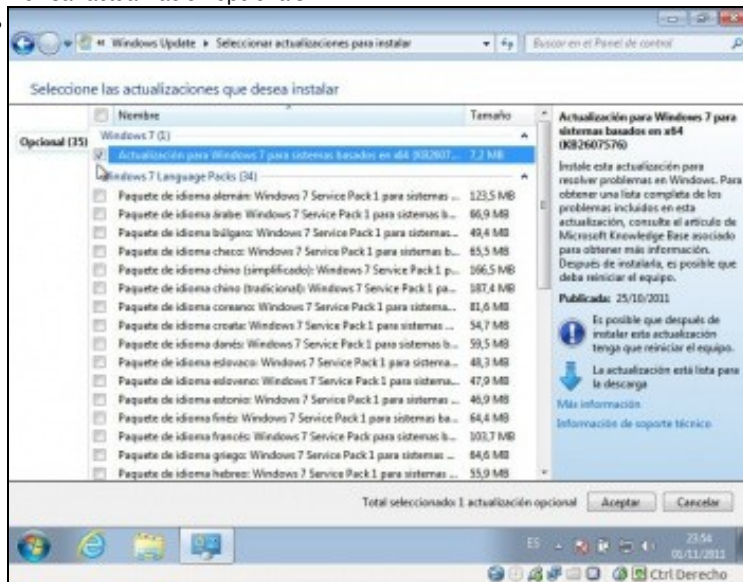 « Windows Update ▸ Seleccionar actualizaciones para instalar
Buscar en el Panel de control
Seleccione las actualizaciones que desea instalar
Nombre Tamaño
Opcional (35)
Windows 7 (1)
Actualización para Windows 7 para sistemas basados en x64 (KB2607... 7,2 MB
Windows 7 Language Packs (34)
Paquete de idioma alemán: Windows 7 Service Pack 1 para sistemas ... 123,5 MB
Paquete de idioma árabe: Windows 7 Service Pack 1 para sistemas b... 66,9 MB
Paquete de idioma búlgaro: Windows 7 Service Pack 1 para sistemas ... 49,4 MB
Paquete de idioma checo: Windows 7 Service Pack 1 para sistemas b... 65,5 MB
Paquete de idioma chino (simplificado): Windows 7 Service Pack 1 p... 166,5 MB
Paquete de idioma chino (tradicional): Windows 7 Service Pack 1 pa... 187,4 MB
Paquete de idioma coreano: Windows 7 Service Pack 1 para sistema... 81,6 MB
Paquete de idioma croata: Windows 7 Service Pack 1 para sistemas ... 54,7 MB
Paquete de idioma danés: Windows 7 Service Pack 1 para sistemas b... 59,5 MB
Paquete de idioma eslovaco: Windows 7 Service Pack 1 para sistema... 48,3 MB
Paquete de idioma esloveno: Windows 7 Service Pack 1 para sistema... 47,9 MB
Paquete de idioma estonio: Windows 7 Service Pack 1 para sistemas ... 46,9 MB
Paquete de idioma finés: Windows 7 Service Pack 1 para sistemas ba... 64,4 MB
Paquete de idioma francés: Windows 7 Service Pack para sistemas b... 103,7 MB
Paquete de idioma griego: Windows 7 Service Pack 1 para sistemas ... 64,6 MB
Paquete de idioma hebreo: Windows 7 Service Pack 1 para sistemas ... 55,9 MB
Actualización para Windows 7 para
sistemas basados en x64
(KB2607576)
Instale esta actualización para
resolver problemas en Windows. Para
obtener una lista completa de los
problemas incluidos en esta
actualización, consulte el artículo de
Microsoft Knowledge Base asociado
para obtener más información.
Después de instalarla, es posible que
deba reiniciar el equipo.
Publicada: 25/10/2011
Es posible que después de
instalar esta actualización
tenga que reiniciar el equipo.
La actualización está lista para
la descarga
Más información
Información de soporte técnico
Total seleccionado: 1 actualización opcional Aceptar Cancelar
ES 23:54
01/11/2011
Ctrl Derecho